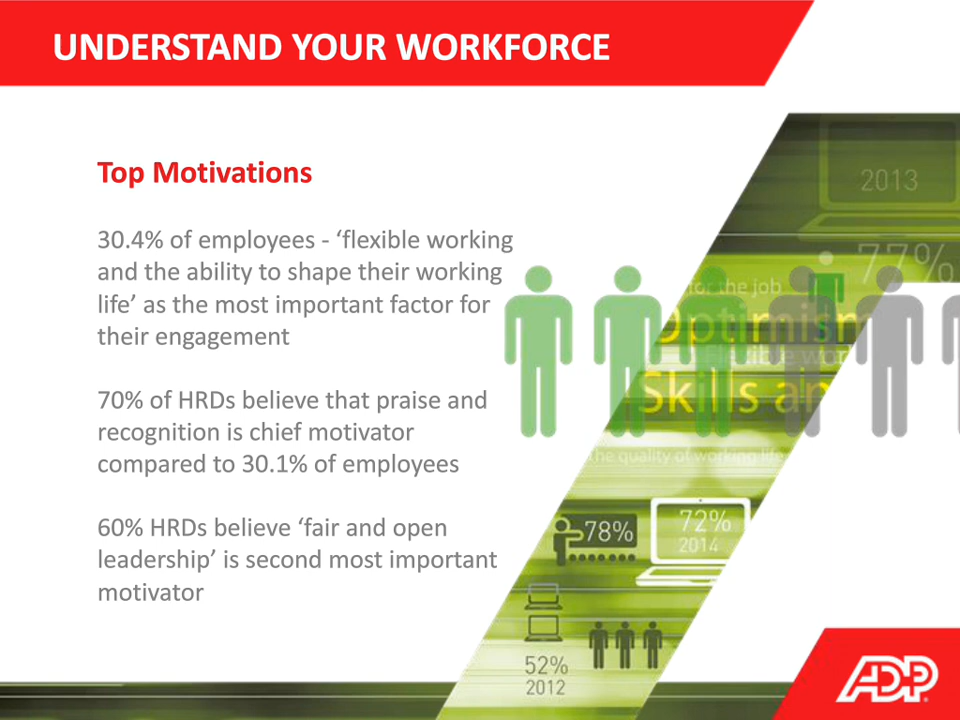 UNDERSTAND YOUR WORKFORCE
Top Motivations
30.4% of employees - ‘flexible working
and the ability to shape their working
life’ as the most important factor for
their engagement
70% of HRDs believe that praise and
recognition is chief motivator
compared to 30.1% of employees
60% HRDs believe ‘fair and open
leadership’ is second most important
motivator
2013
77%
for the job
Optimism
Flexible wor
Skills an
The quality of working life
78%
72%
2014
52%
2012
ADP